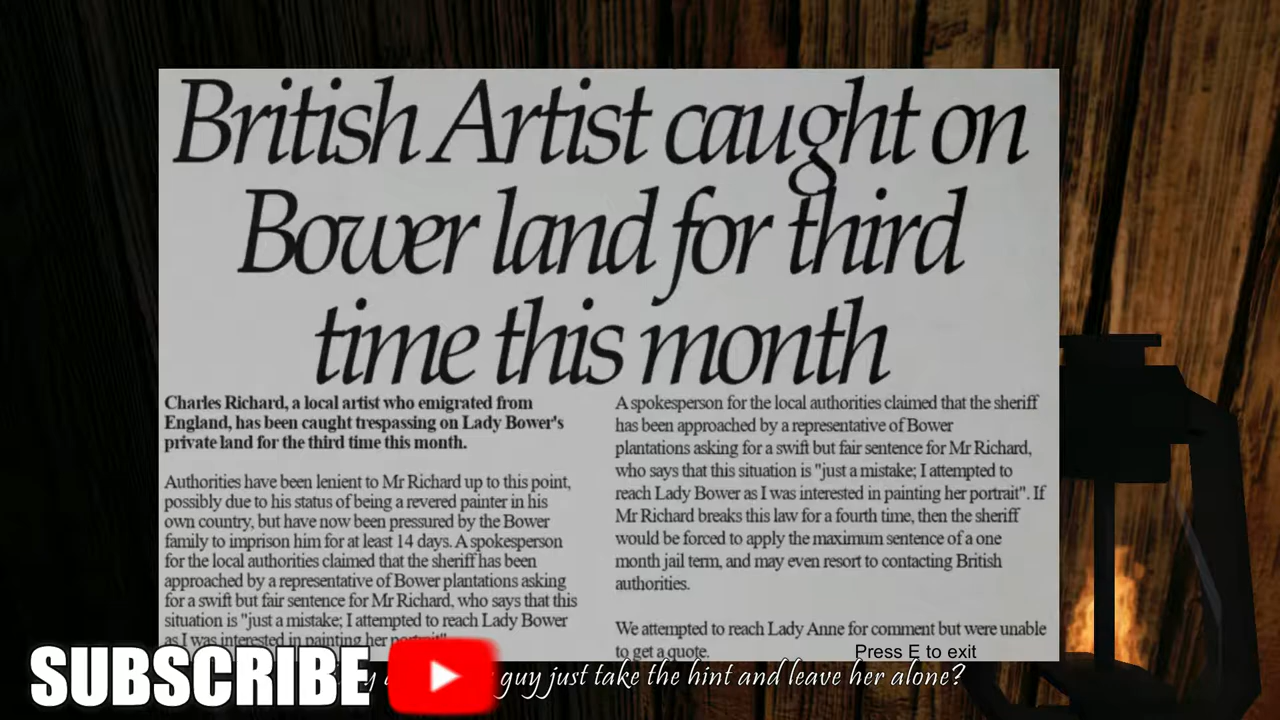 British Artist caught on
Bower land for third
time this month
Charles Richard, a local artist who emigrated from
England, has been caught trespassing on Lady Bower's
private land for the third time this month.
Authorities have been lenient to Mr Richard up to this point,
possibly due to his status of being a revered painter in his
own country, but have now been pressured by the Bower
family to imprison him for at least 14 days. A spokesperson
for the local authorities claimed that the sheriff has been
approached by a representative of Bower plantations asking
for a swift but fair sentence for Mr Richard, who says that this
situation is "just a mistake; I attempted to reach Lady Bower
as I was interested in painting her portrait".
A spokesperson for the local authorities claimed that the sheriff
has been approached by a representative of Bower
plantations asking for a swift but fair sentence for Mr Richard,
who says that this situation is "just a mistake; I attempted to
reach Lady Bower as I was interested in painting her portrait". If
Mr Richard breaks this law for a fourth time, then the sheriff
would be forced to apply the maximum sentence of a one
month jail term, and may even resort to contacting British
authorities.
We attempted to reach Lady Anne for comment but were unable
to get a quote.
Press E to exit
guy just take the hint and leave her alone?
SUBSCRIBE